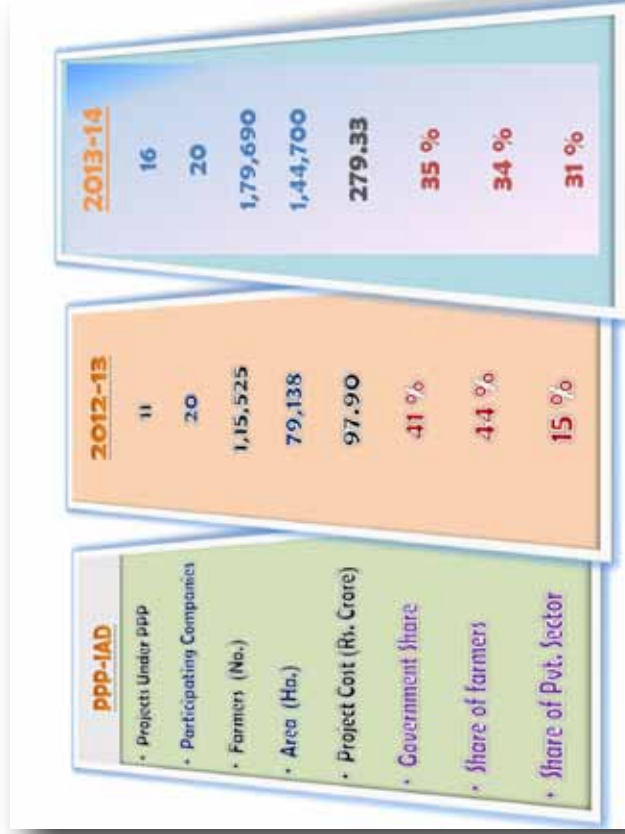 PPP-IAD
• Projects Under PPP
• Participating Companies
• Farmers (No.)
• Area (Ha.)
• Project Cost (Rs. Crore)
• Government Share
• Share of farmers
• Share of Pvt. Sector
2012-13
11
20
1,15,525
79,138
97.90
41 %
44 %
15 %
2013-14
16
20
1,79,690
1,44,700
279.33
35 %
34 %
31 %